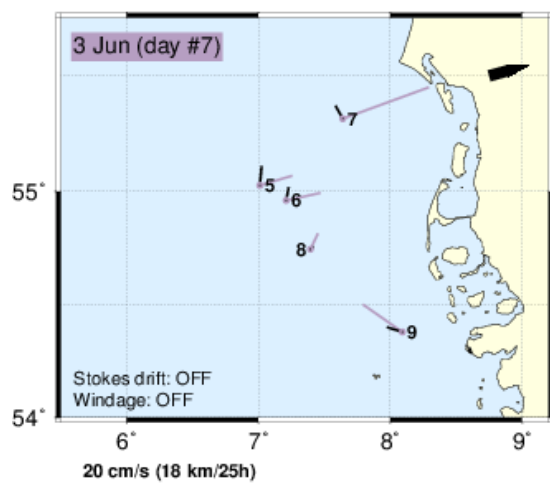 3 Jun (day #7)
7
5
55°
6
8
9
Stokes drift: OFF
Windage: OFF
54°
6° 7° 8° 9°
20 cm/s (18 km/25h)